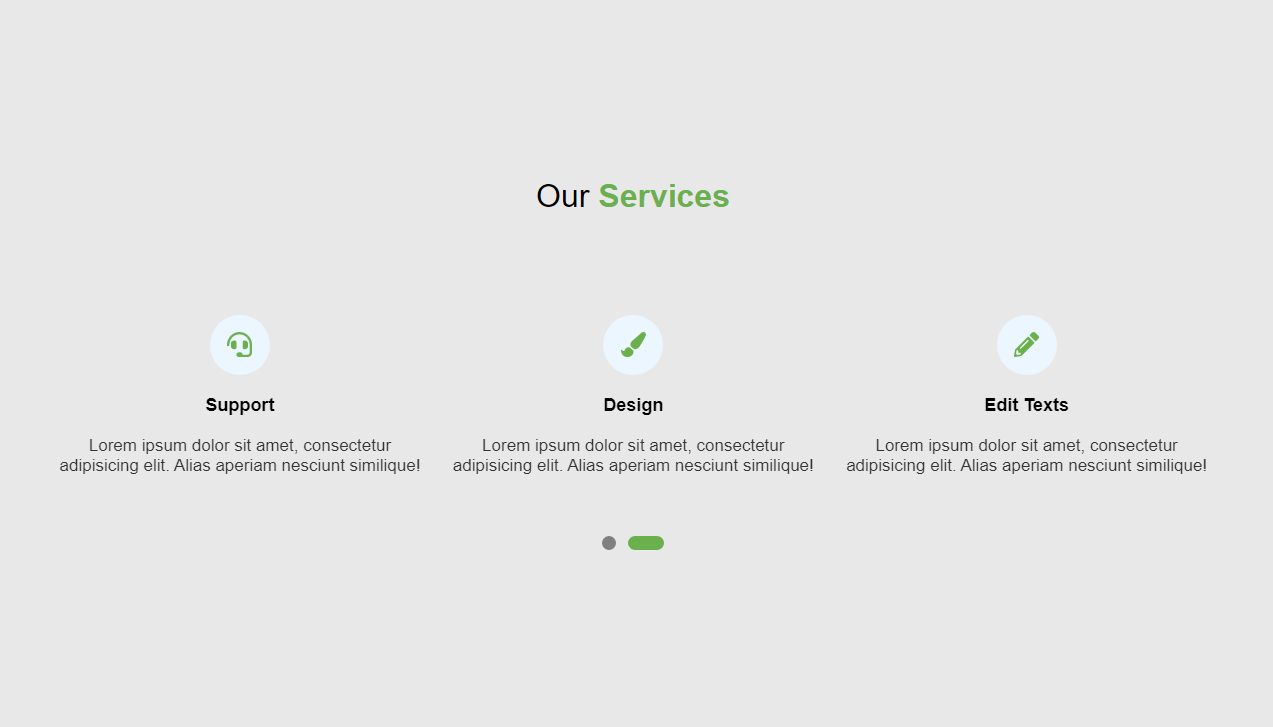 Our Services
Support
Lorem ipsum dolor sit amet, consectetur
adipisicing elit. Alias aperiam nesciunt similique!
Design
Lorem ipsum dolor sit amet, consectetur
adipisicing elit. Alias aperiam nesciunt similique!
Edit Texts
Lorem ipsum dolor sit amet, consectetur
adipisicing elit. Alias aperiam nesciunt similique!